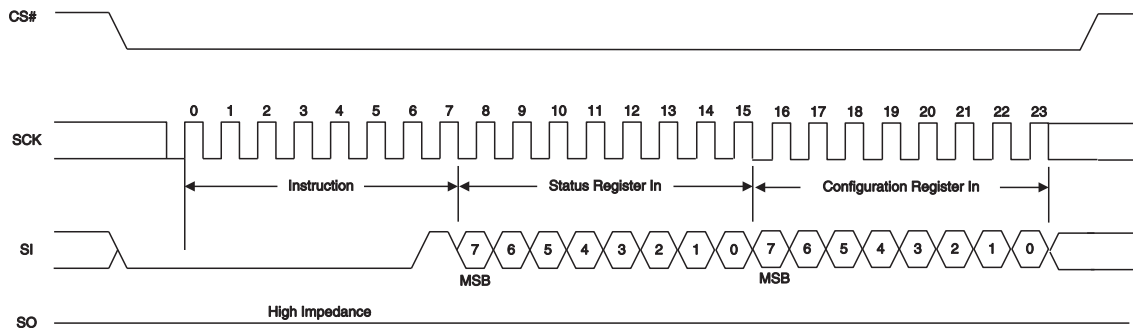 CS#
0 1 2 3 4 5 6 7 8 9 10 11 12 13 14 15 16 17 18 19 20 21 22 23
SCK
Instruction Status Register In Configuration Register In
SI 7 6 5 4 3 2 1 0 7 6 5 4 3 2 1 0
MSB MSB
High Impedance
SO